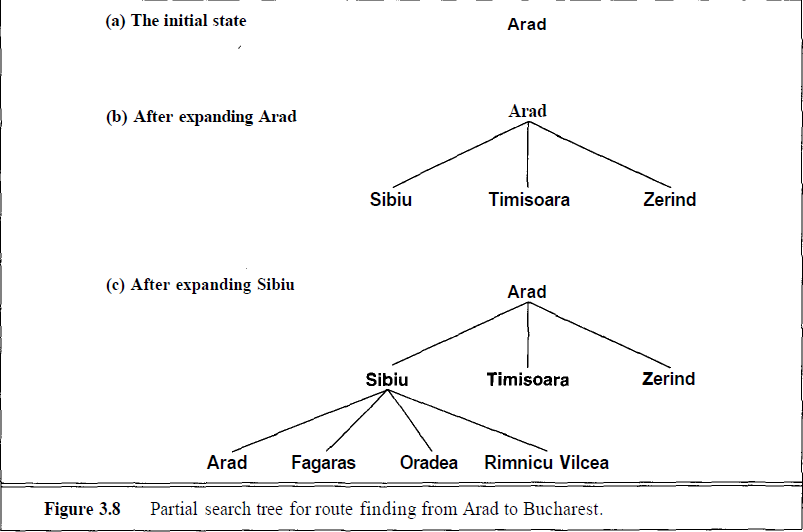 (a) The initial state
Arad
(b) After expanding Arad
Arad
Sibiu Timisoara Zerind
(c) After expanding Sibiu
Arad
Sibiu Timisoara Zerind
Arad Fagaras Oradea Rimnicu Vilcea
Figure 3.8 Partial search tree for route finding from Arad to Bucharest.